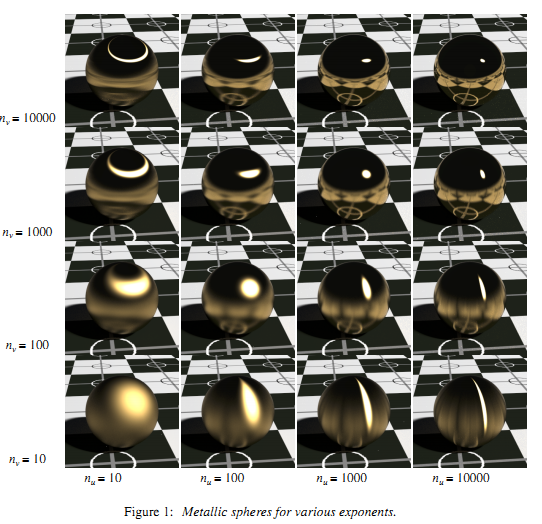 n_v = 10000
n_v = 1000
n_v = 100
n_v = 10
n_u = 10 n_u = 100 n_u = 1000 n_u = 10000
Figure 1: Metallic spheres for various exponents.